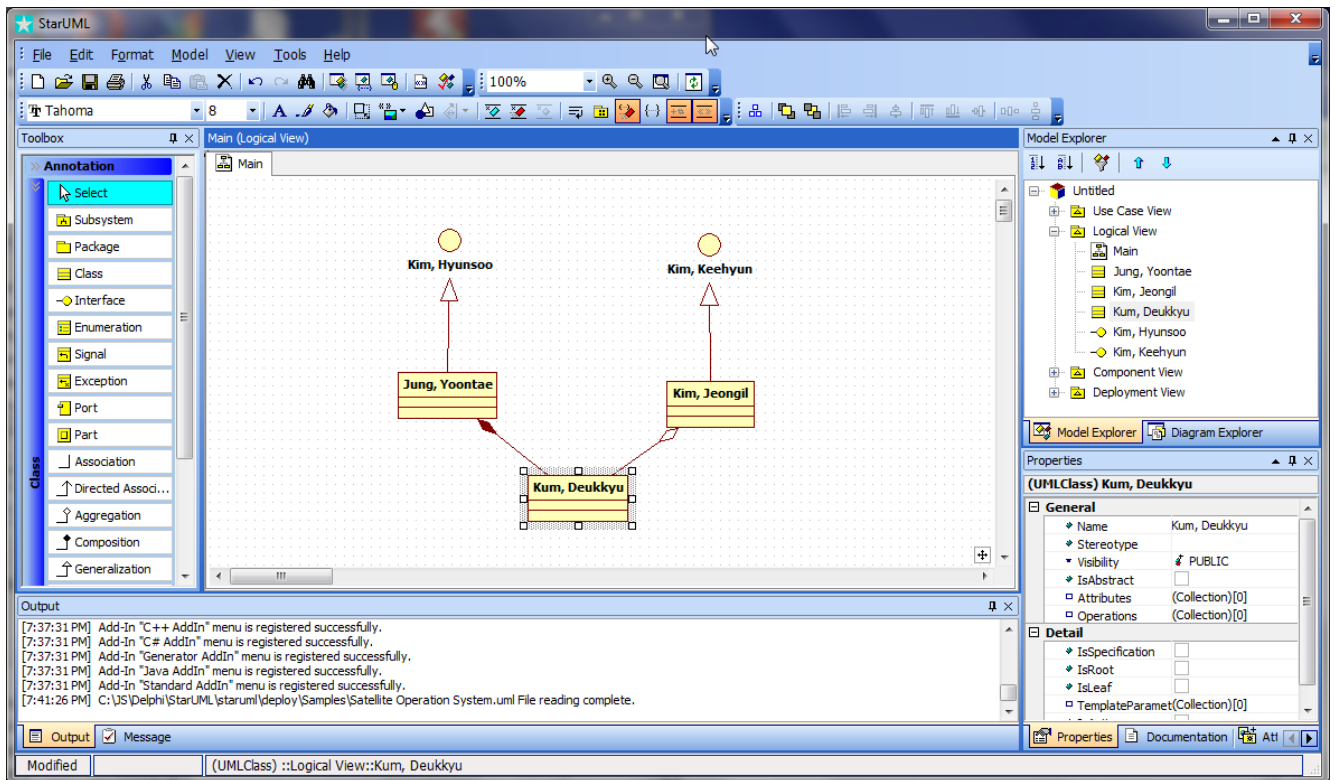 StarUML
File Edit Format Model View Tools Help
100%
Tahoma 8
Toolbox
Annotation
Select
Subsystem
Package
Class
Interface
Enumeration
Signal
Exception
Port
Part
Association
Directed Associ...
Aggregation
Composition
Generalization
Class
Main (Logical View)
Main
Kim, Hyunsoo
Kim, Keehyun
Jung, Yoontae
Kim, Jeongil
Kum, Deukkyu
Model Explorer
Untitled
Use Case View
Logical View
Main
Jung, Yoontae
Kim, Jeongil
Kum, Deukkyu
Kim, Hyunsoo
Kim, Keehyun
Component View
Deployment View
Model Explorer Diagram Explorer
Properties
(UMLClass) Kum, Deukkyu
General
Name Kum, Deukkyu
Stereotype
Visibility PUBLIC
IsAbstract
Attributes (Collection)[0]
Operations (Collection)[0]
Detail
IsSpecification
IsRoot
IsLeaf
TemplateParamet(Collection)[0]
Properties Documentation Att
Output
[7:37:31 PM] Add-In "C++ AddIn" menu is registered successfully.
[7:37:31 PM] Add-In "C# AddIn" menu is registered successfully.
[7:37:31 PM] Add-In "Generator AddIn" menu is registered successfully.
[7:37:31 PM] Add-In "Java AddIn" menu is registered successfully.
[7:37:31 PM] Add-In "Standard AddIn" menu is registered successfully.
[7:41:26 PM] C:\JS\Delphi\StarUML\staruml\deploy\Samples\Satellite Operation System.uml File reading complete.
Output Message
Modified (UMLClass) ::Logical View::Kum, Deukkyu